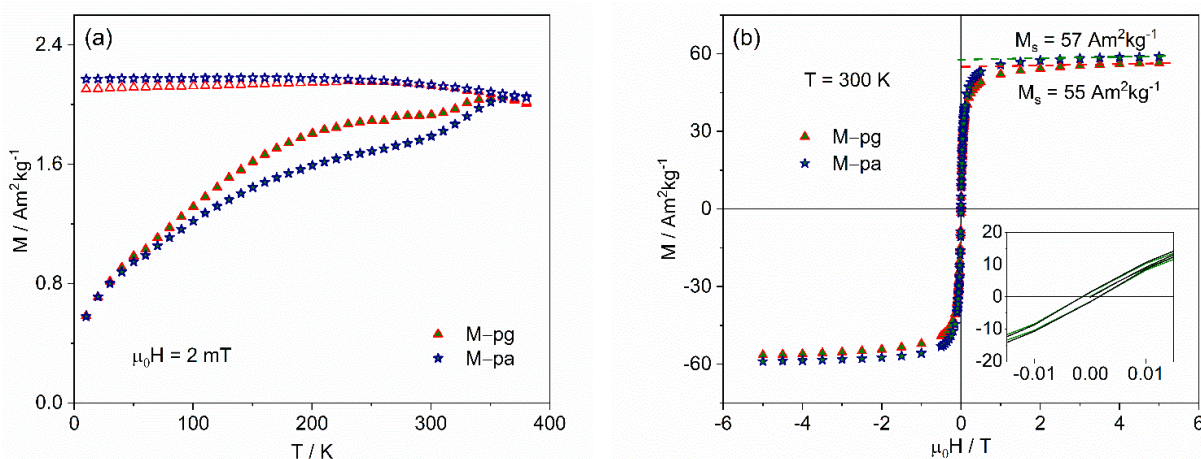 (a)
2.4
1.6
0.8
0.0
M / Am²kg⁻¹
μ₀H = 2 mT
M−pg
M−pa
0 100 200 300 400
T / K
(b)
Mₛ = 57 Am²kg⁻¹
Mₛ = 55 Am²kg⁻¹
T = 300 K
M−pg
M−pa
60
30
0
-30
-60
M / Am²kg⁻¹
20
10
0
-10
-20
-0.01 0.00 0.01
-6 -4 -2 0 2 4 6
μ₀H / T